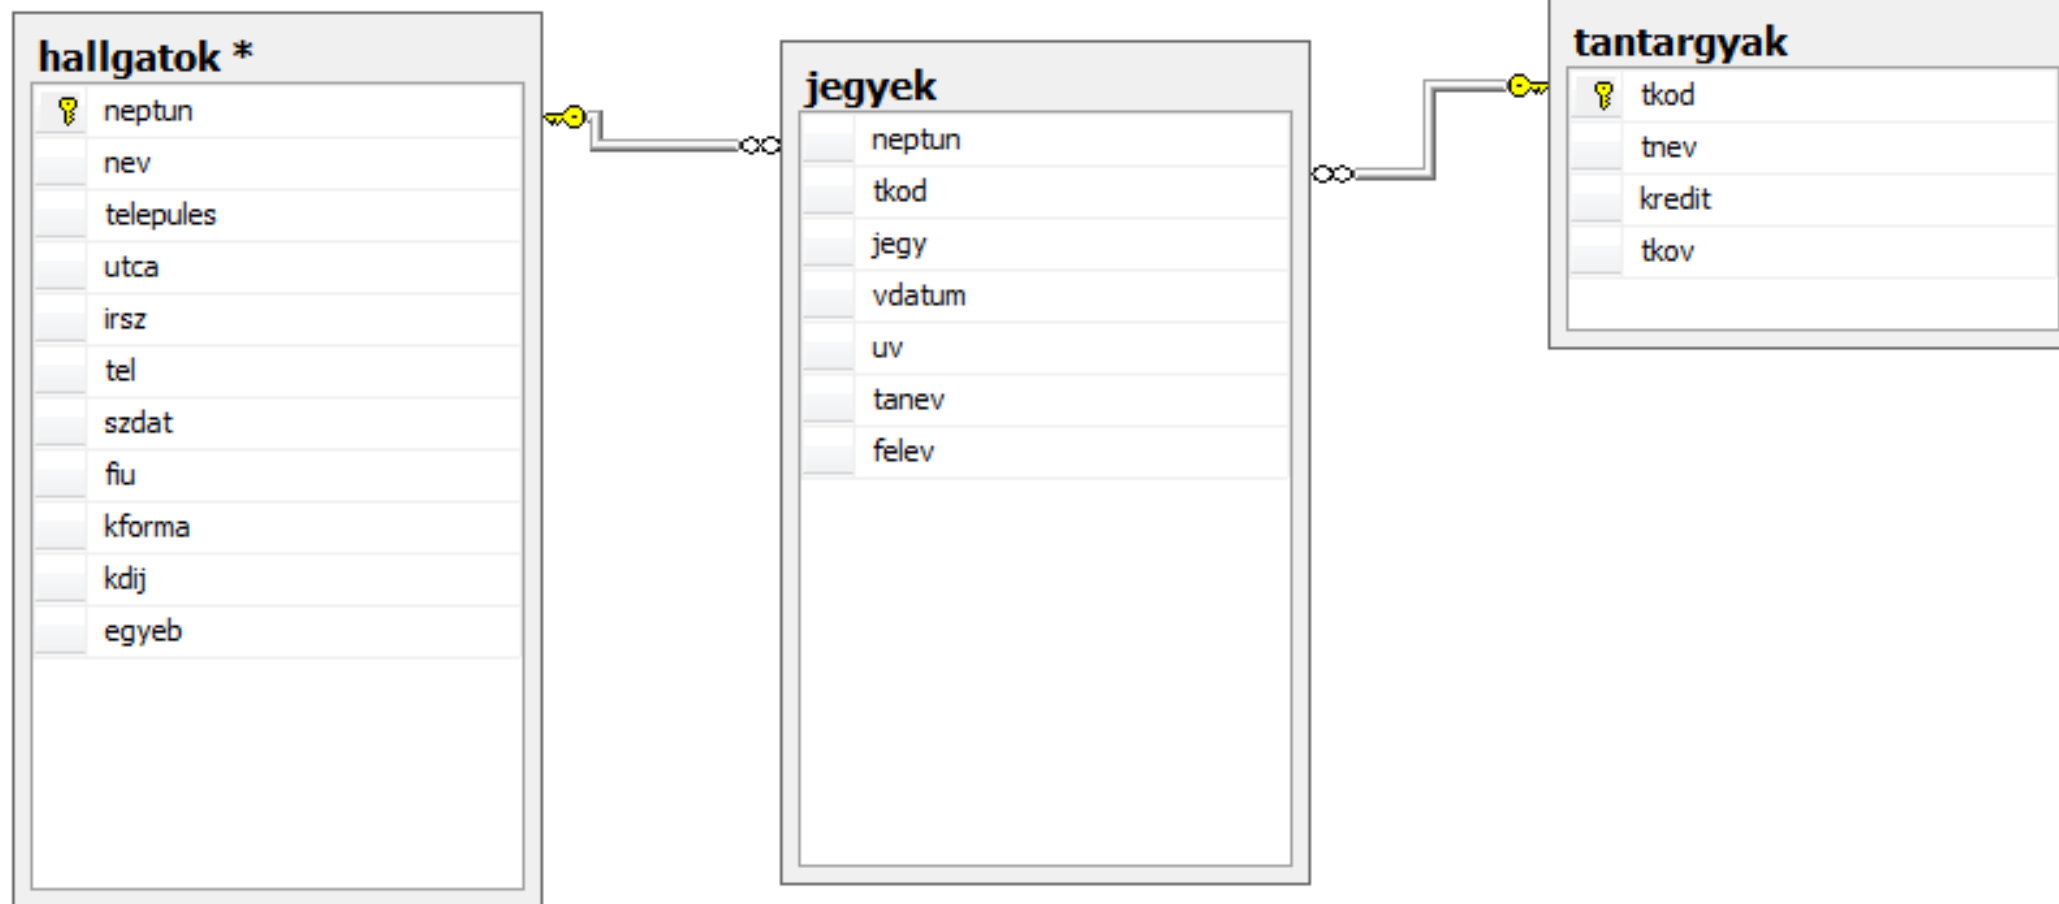 hallgatok *
neptun
nev
telepules
utca
irsz
tel
szdat
fiu
kforma
kdij
egyeb
jegyek
neptun
tkod
jegy
vdatum
uv
tanev
felev
tantargyak
tkod
tnev
kredit
tkov